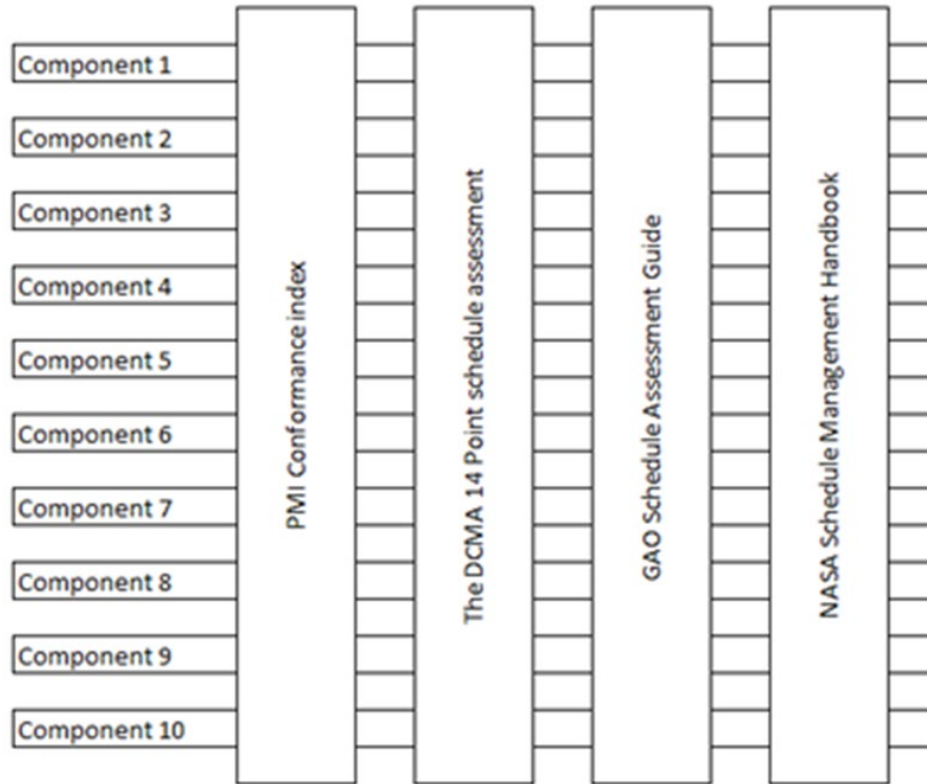 Component 1
Component 2
Component 3
Component 4
Component 5
Component 6
Component 7
Component 8
Component 9
Component 10
PMI Conformance index
The DCMA 14 Point schedule assessment
GAO Schedule Assessment Guide
NASA Schedule Management Handbook